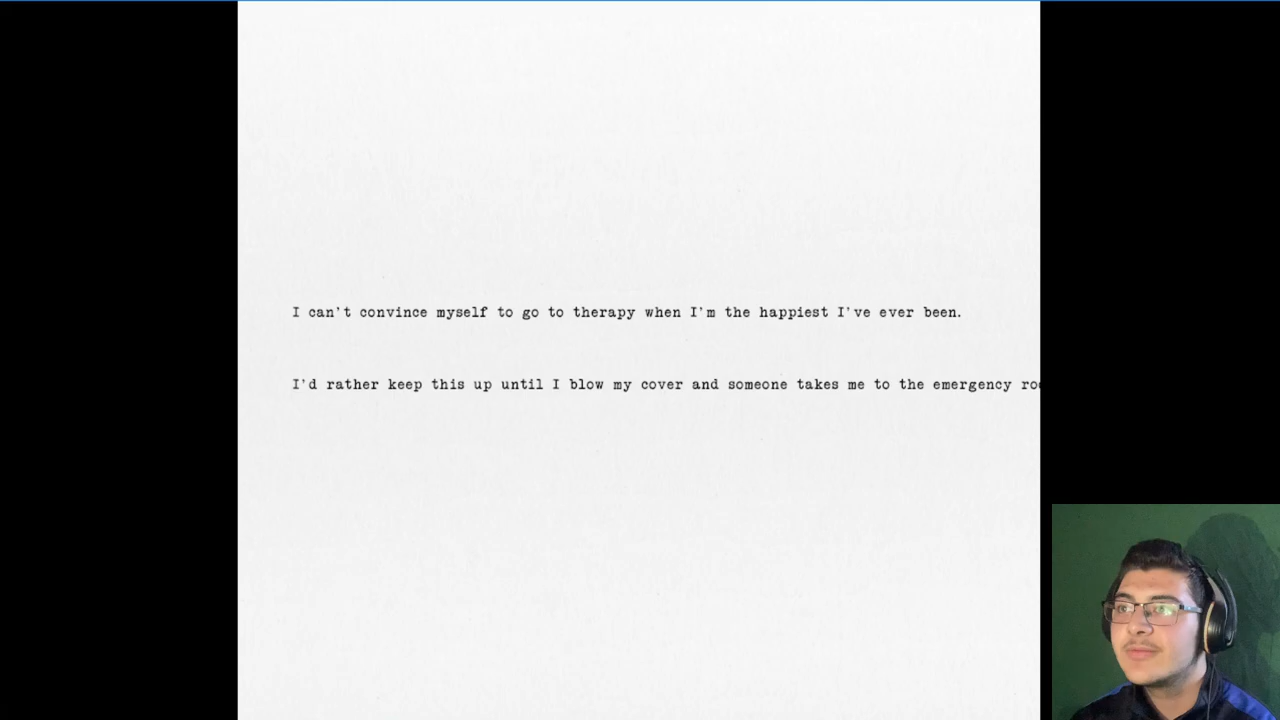 I can't convince myself to go to therapy when I'm the happiest I've ever been.
I'd rather keep this up until I blow my cover and someone takes me to the emergency